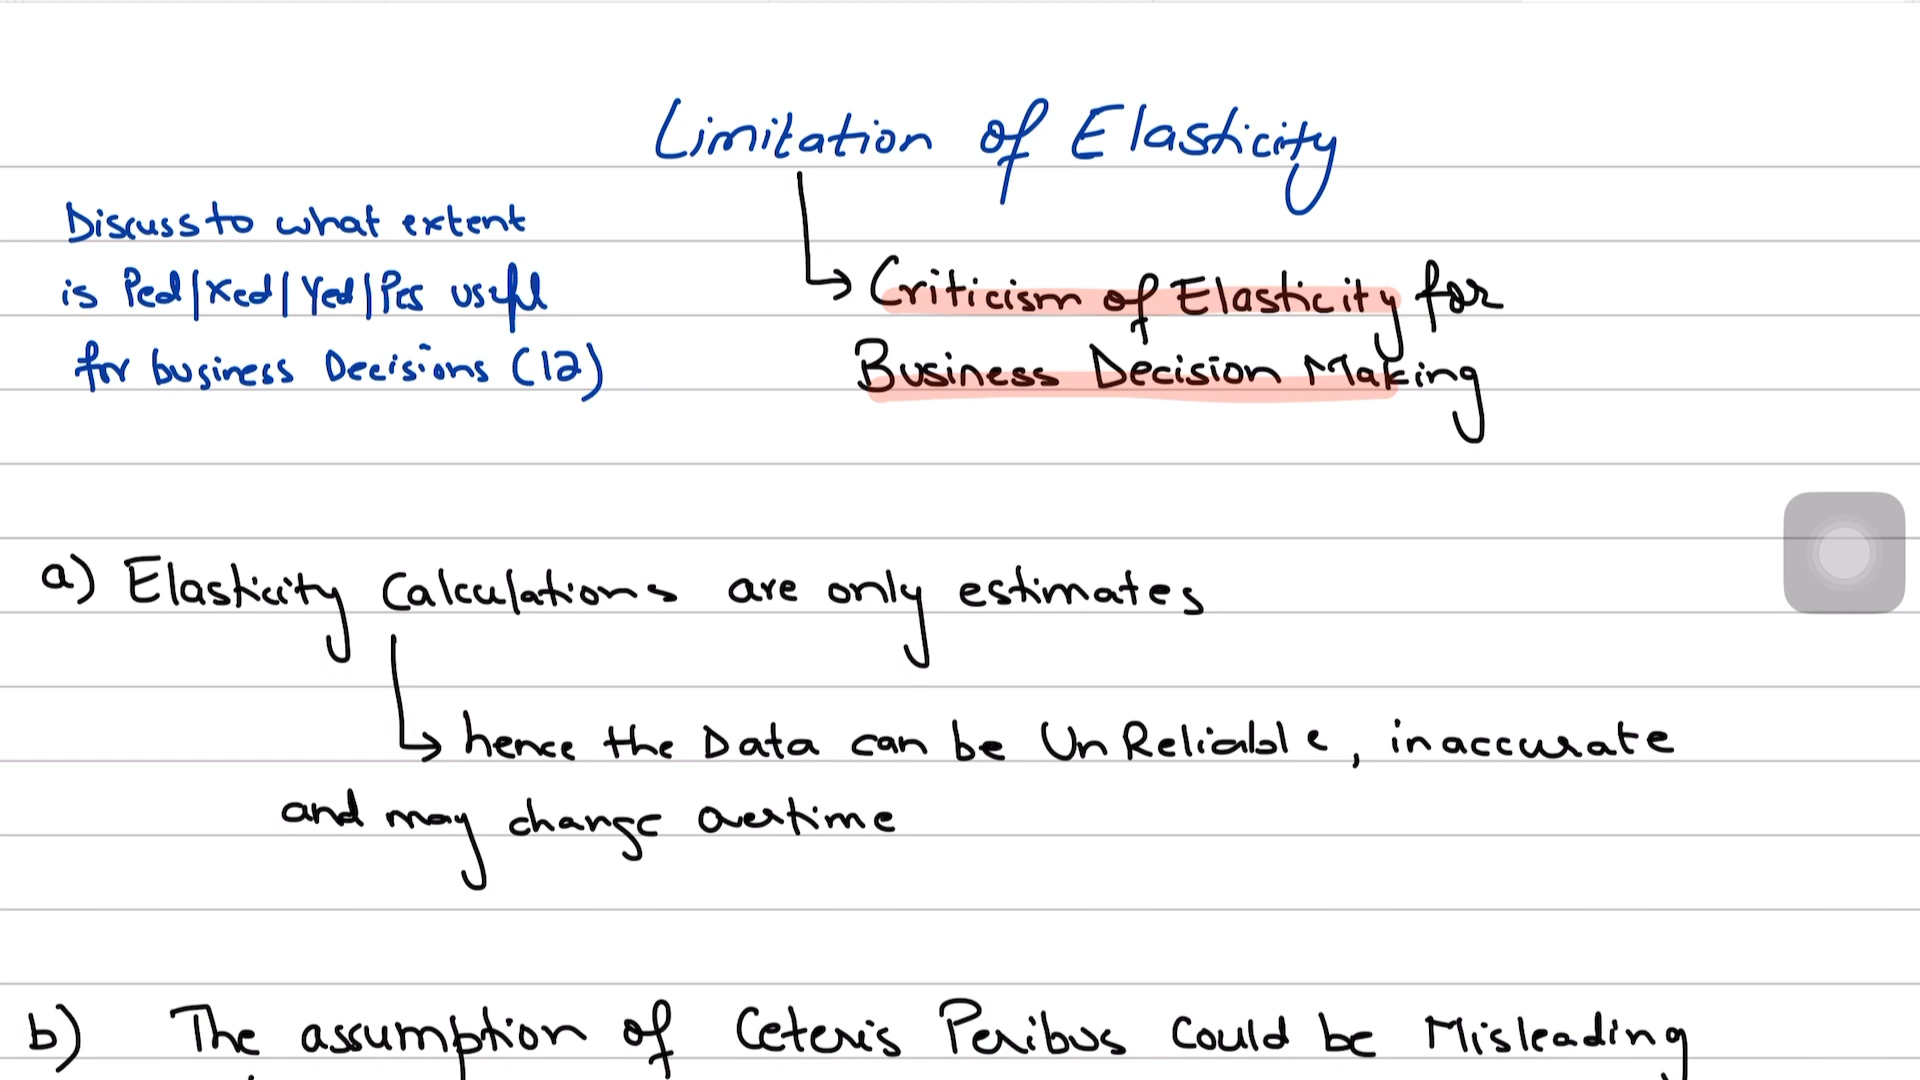 Limitation of Elasticity
Discuss to what extent
is Ped/Xed/Yed/Pes useful
for business Decisions (12)
↳ Criticism of Elasticity for
Business Decision Making
a) Elasticity Calculations are only estimates
↳ hence the Data can be UnReliable, inaccurate
and may change overtime
b) The assumption of Ceteris Peribus Could be Misleading